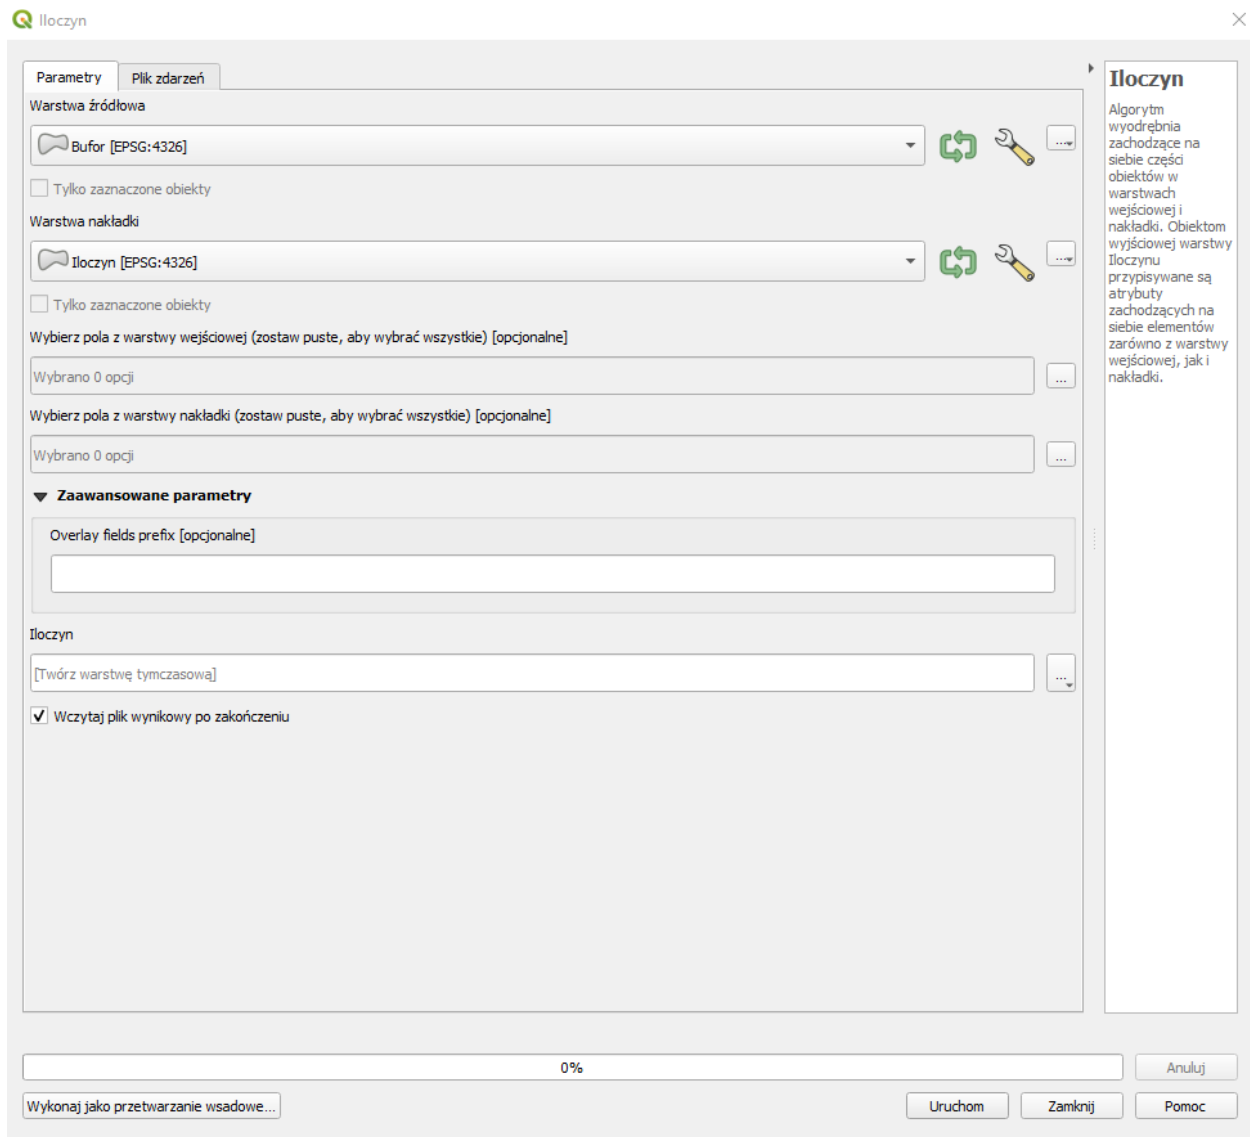 Iloczyn
Parametry
Plik zdarzeń
Warstwa źródłowa
Bufor [EPSG:4326]
...
Tylko zaznaczone obiekty
Warstwa nakładki
Iloczyn [EPSG:4326]
...
Tylko zaznaczone obiekty
Wybierz pola z warstwy wejściowej (zostaw puste, aby wybrać wszystkie) [opcjonalne]
Wybrano 0 opcji
...
Wybierz pola z warstwy nakładki (zostaw puste, aby wybrać wszystkie) [opcjonalne]
Wybrano 0 opcji
...
Zaawansowane parametry
Overlay fields prefix [opcjonalne]
Iloczyn
[Twórz warstwę tymczasową]
...
Wczytaj plik wynikowy po zakończeniu
Iloczyn
Algorytm
wyodrębnia
zachodzące na
siebie części
obiektów w
warstwach
wejściowej i
nakładki. Obiektom
wyjściowej warstwy
Iloczynu
przypisywane są
atrybuty
zachodzących na
siebie elementów
zarówno z warstwy
wejściowej, jak i
nakładki.
0%
Anuluj
Wykonaj jako przetwarzanie wsadowe...
Uruchom
Zamknij
Pomoc